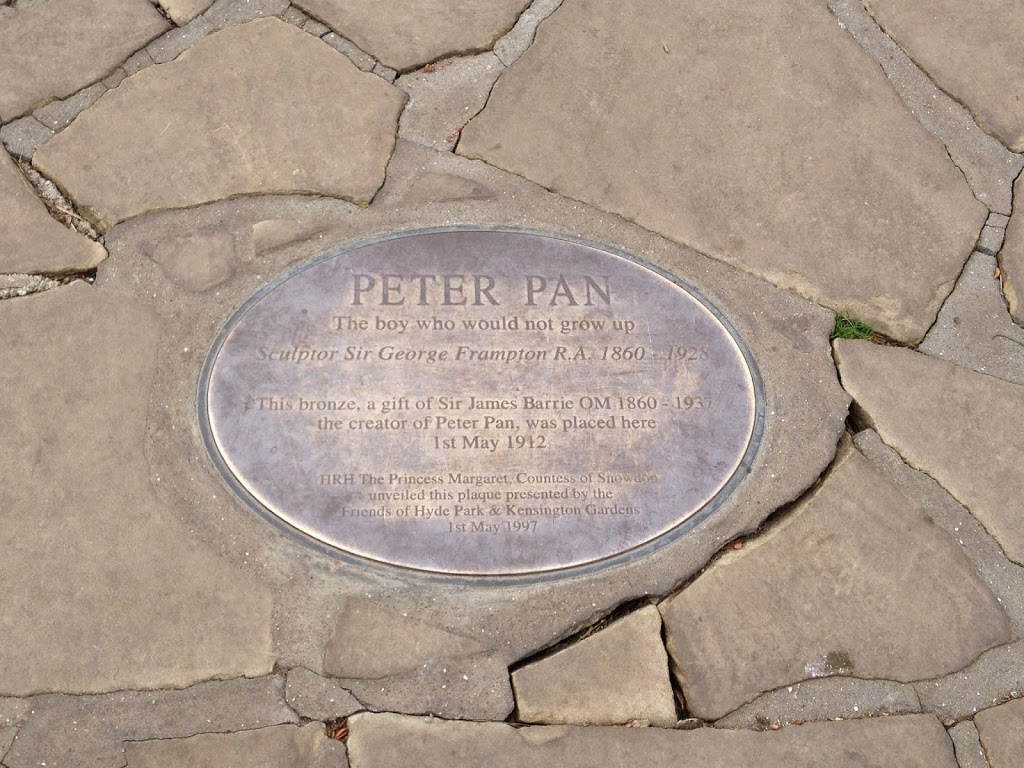 PETER PAN
The boy who would not grow up
Sculptor Sir George Frampton R.A. 1860 - 1928
This bronze, a gift of Sir James Barrie OM 1860 - 1937
the creator of Peter Pan, was placed here
1st May 1912
HRH The Princess Margaret, Countess of Snowdon
unveiled this plaque presented by the
Friends of Hyde Park & Kensington Gardens
1st May 1997